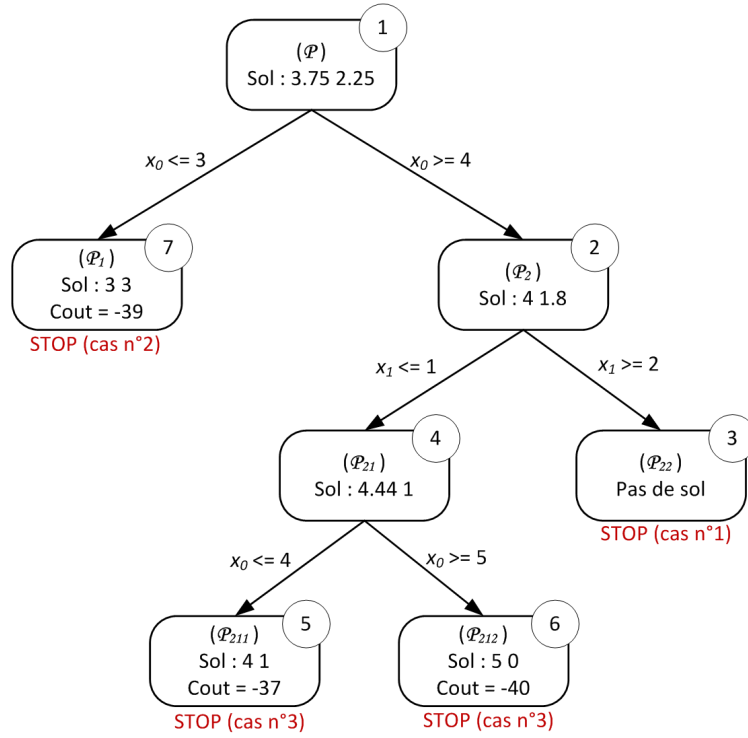 1
(P)
Sol : 3.75 2.25
x₀ <= 3
x₀ >= 4
7
(P₁)
Sol : 3 3
Cout = -39
STOP (cas n°2)
2
(P₂)
Sol : 4 1.8
x₁ <= 1
x₁ >= 2
4
(P₂₁)
Sol : 4.44 1
3
(P₂₂)
Pas de sol
STOP (cas n°1)
x₀ <= 4
x₀ >= 5
5
(P₂₁₁)
Sol : 4 1
Cout = -37
STOP (cas n°3)
6
(P₂₁₂)
Sol : 5 0
Cout = -40
STOP (cas n°3)